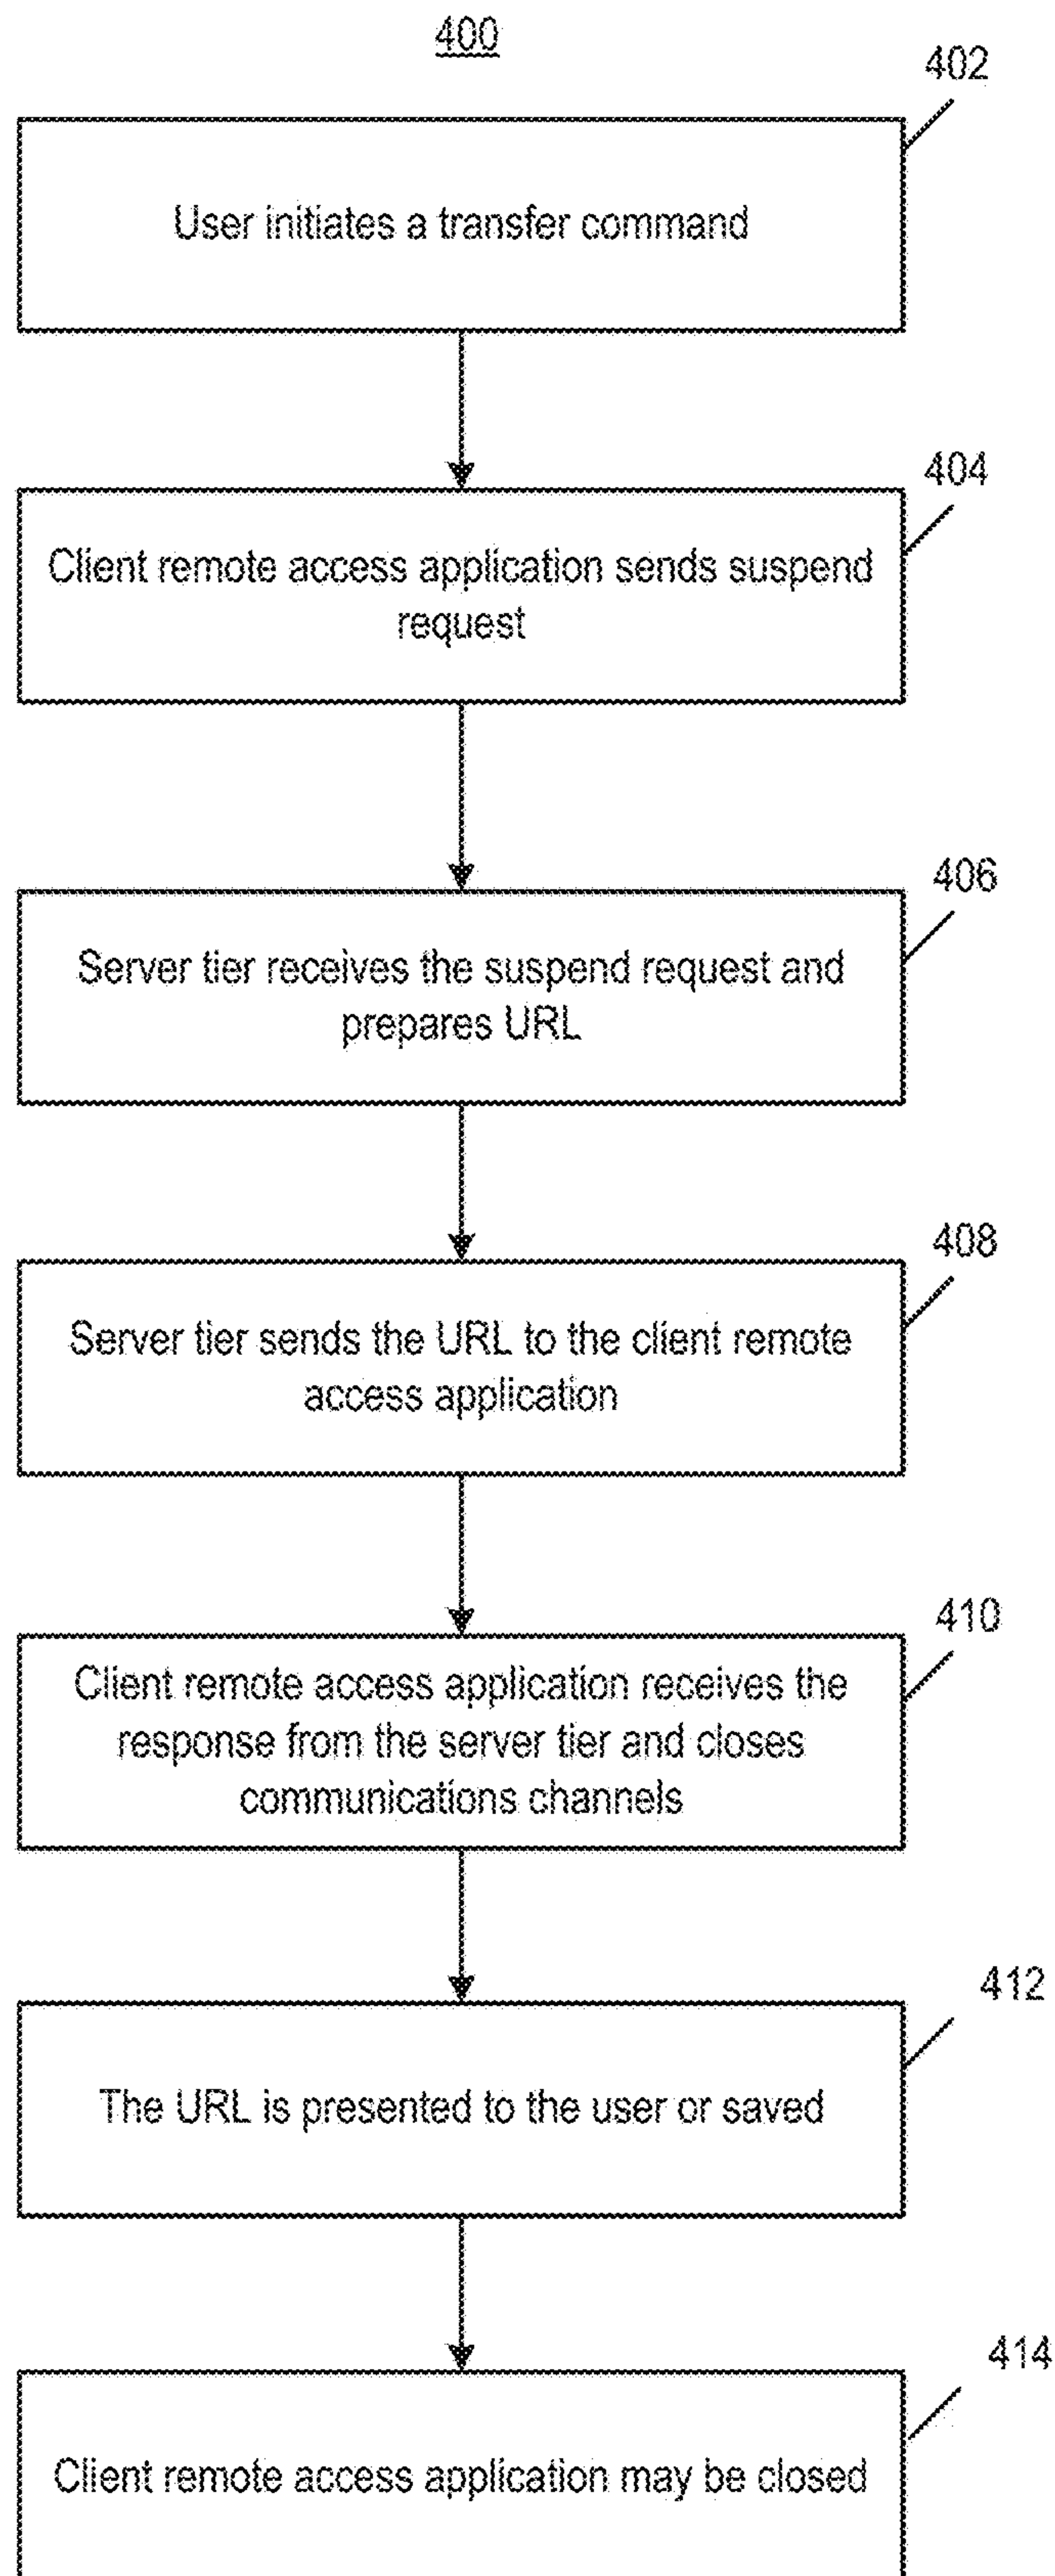 400
402
User initiates a transfer command
404
Client remote access application sends suspend
request
406
Server tier receives the suspend request and
prepares URL
408
Server tier sends the URL to the client remote
access application
410
Client remote access application receives the
response from the server tier and closes
communications channels
412
The URL is presented to the user or saved
414
Client remote access application may be closed